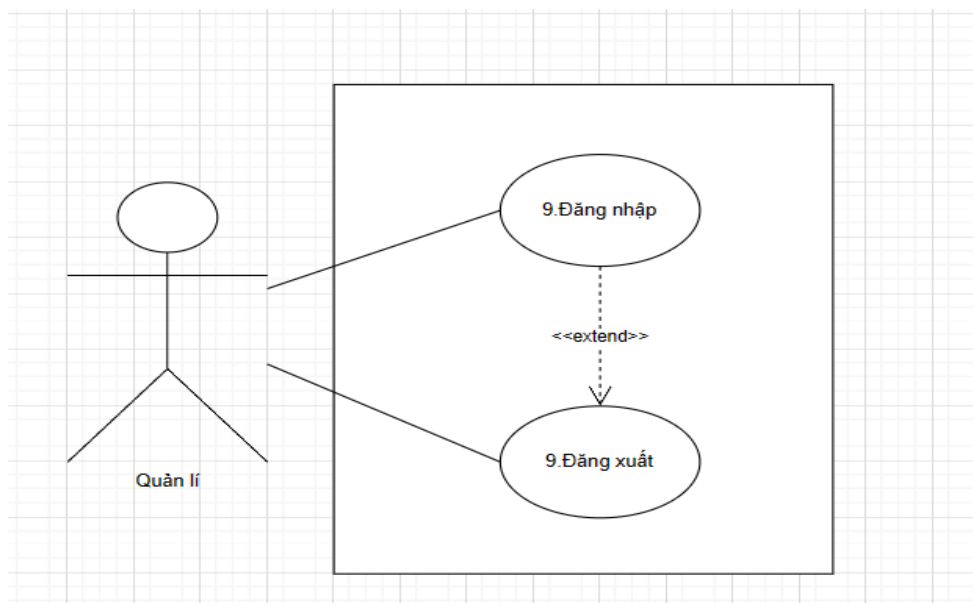 9.Đăng nhập
<<extend>>
9.Đăng xuất
Quản lí